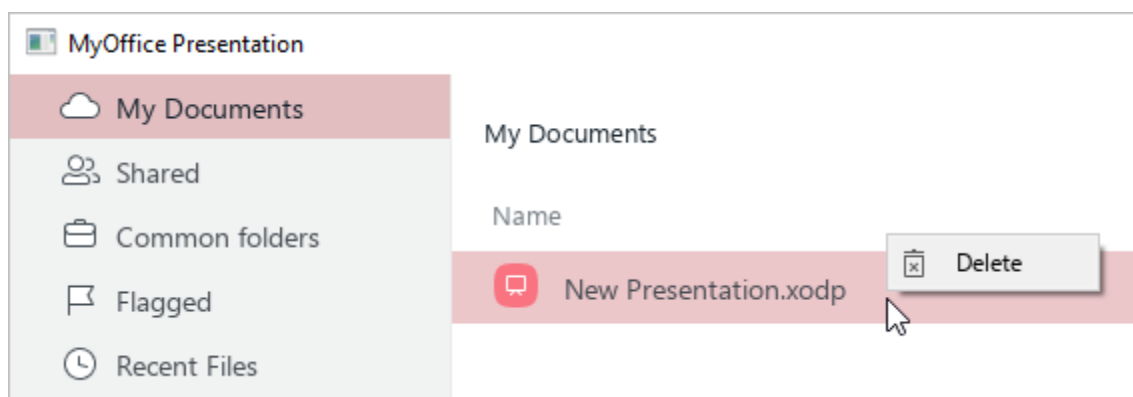 MyOffice Presentation
My Documents
Shared
Common folders
Flagged
Recent Files
My Documents
Name
New Presentation.xodp
Delete